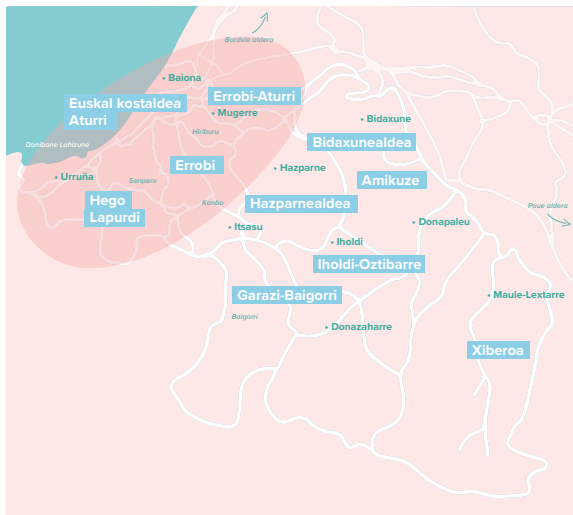 Bordele aldera
Baiona
Euskal kostaldea
Aturri
Errobi-Aturri
Mugerre
Bidaxune
Hiriburu
Donibane Lohizune
Bidaxunealdea
Errobi
Hazparne
Urruña
Senpere
Amikuze
Hego
Lapurdi
Kanbo
Hazparnealdea
Paue aldera
Itsasu
Donapaleu
Iholdi
Iholdi-Oztibarre
Garazi-Baigorri
Maule-Lextarre
Baigorri
Donazaharre
Xiberoa